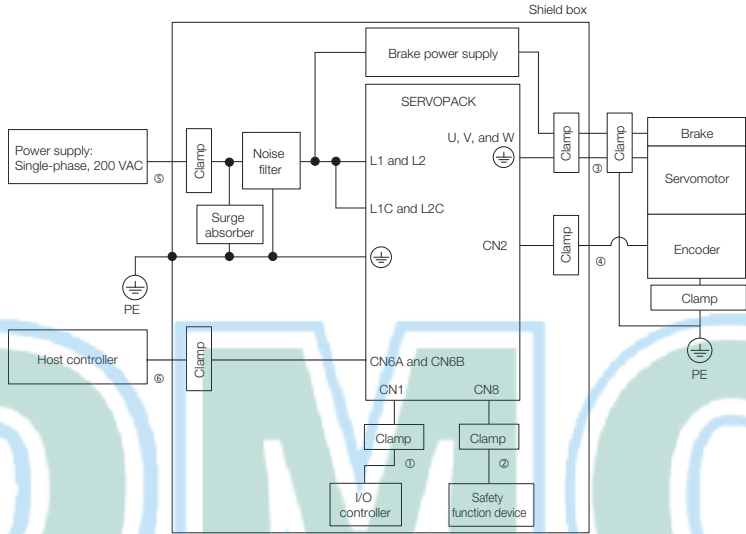 Shield box
Brake power supply
SERVOPACK
Power supply:
Single-phase, 200 VAC
⑤
Clamp
Noise
filter
L1 and L2
U, V, and W
Clamp
③
Clamp
Brake
Servomotor
Surge
absorber
L1C and L2C
CN2
Clamp
④
Encoder
Clamp
PE
PE
Host controller
⑥
Clamp
CN6A and CN6B
CN1
CN8
Clamp
Clamp
①
②
I/O
controller
Safety
function device